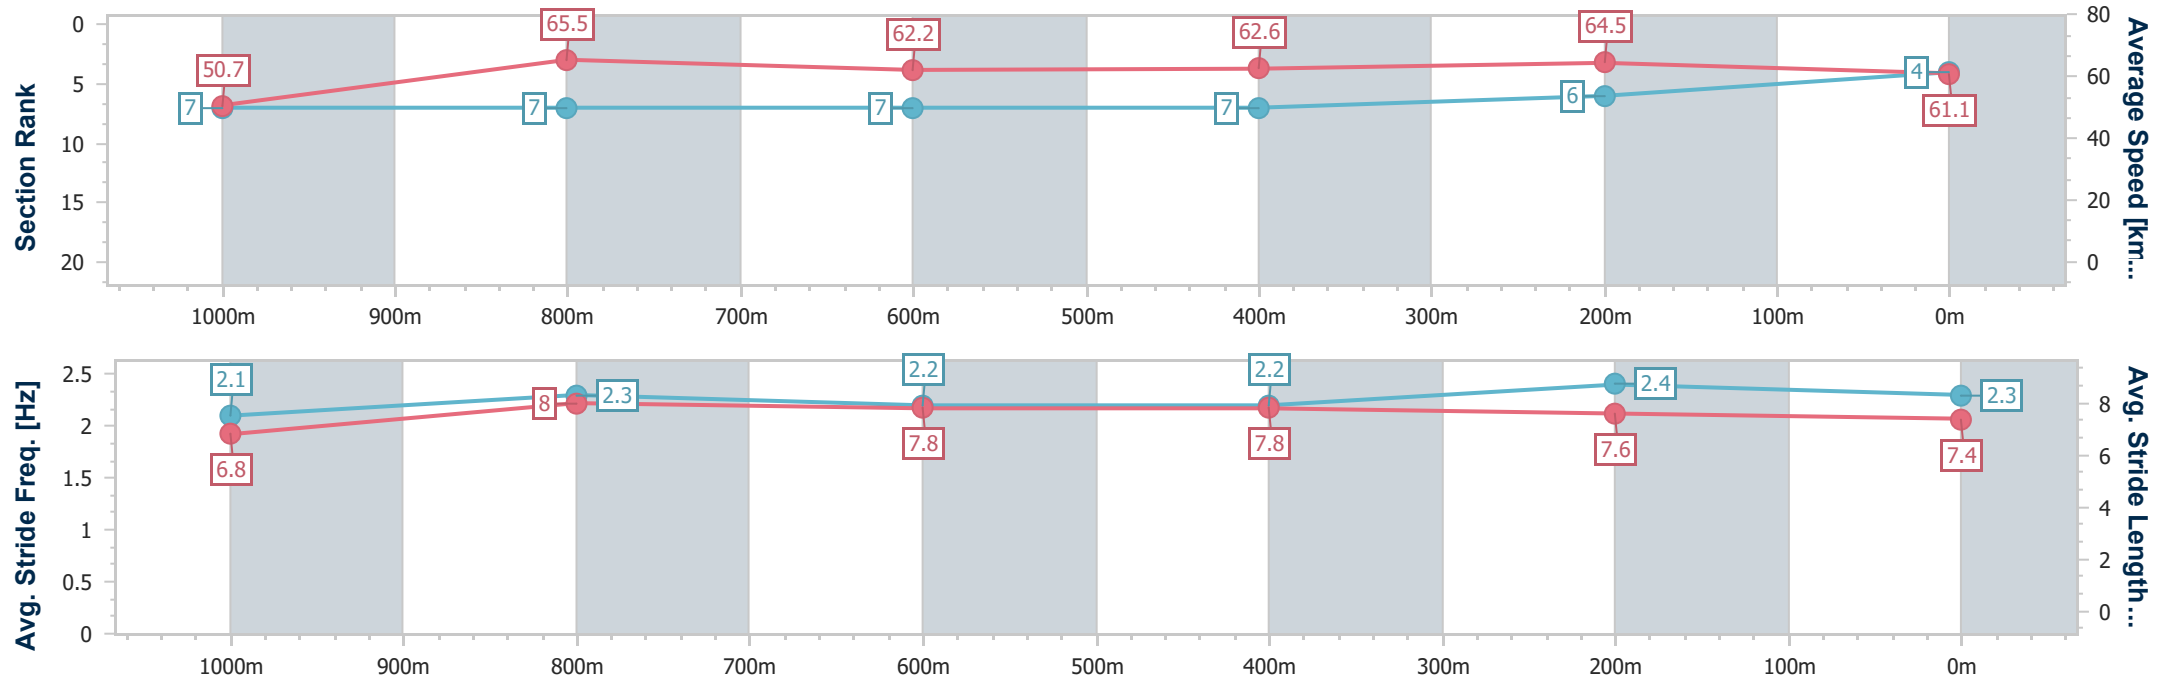 Section Rank
0
5
10
15
20
50.7
65.5
62.2
62.6
64.5
61.1
7
7
7
7
6
4
80
60
40
20
0
Average Speed [km...
1000m
900m
800m
700m
600m
500m
400m
300m
200m
100m
0m
Avg. Stride Freq. [Hz]
2.5
2
1.5
1
0.5
0
2.1
2.3
2.2
2.2
2.4
2.3
6.8
8
7.8
7.8
7.6
7.4
8
6
4
2
0
Avg. Stride Length...
1000m
900m
800m
700m
600m
500m
400m
300m
200m
100m
0m